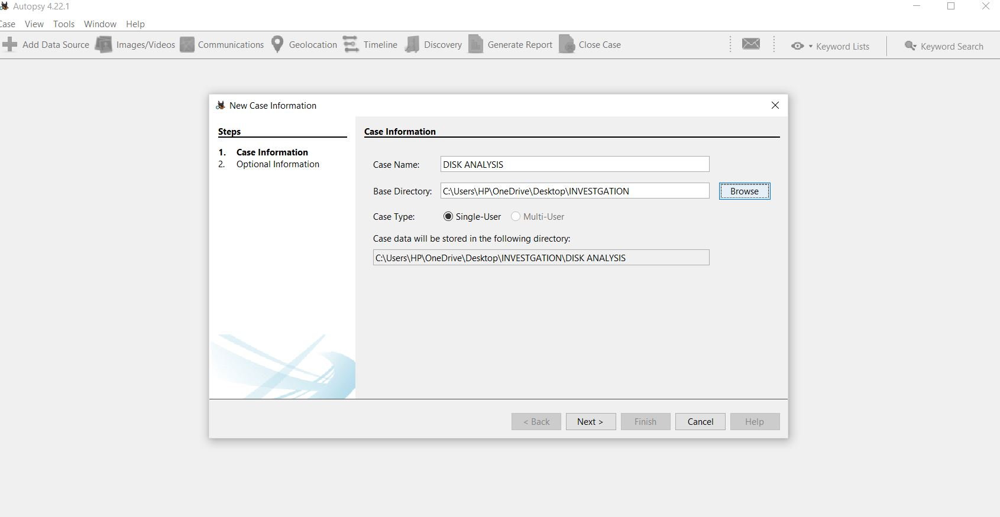 Autopsy 4.22.1
Case View Tools Window Help
Add Data Source Images/Videos Communications Geolocation Timeline Discovery Generate Report Close Case Keyword Lists Keyword Search
New Case Information
Steps
1. Case Information
2. Optional Information
Case Information
Case Name: DISK ANALYSIS
Base Directory: C:\Users\HP\OneDrive\Desktop\INVESTGATION Browse
Case Type: Single-User Multi-User
Case data will be stored in the following directory:
C:\Users\HP\OneDrive\Desktop\INVESTGATION\DISK ANALYSIS
< Back Next > Finish Cancel Help